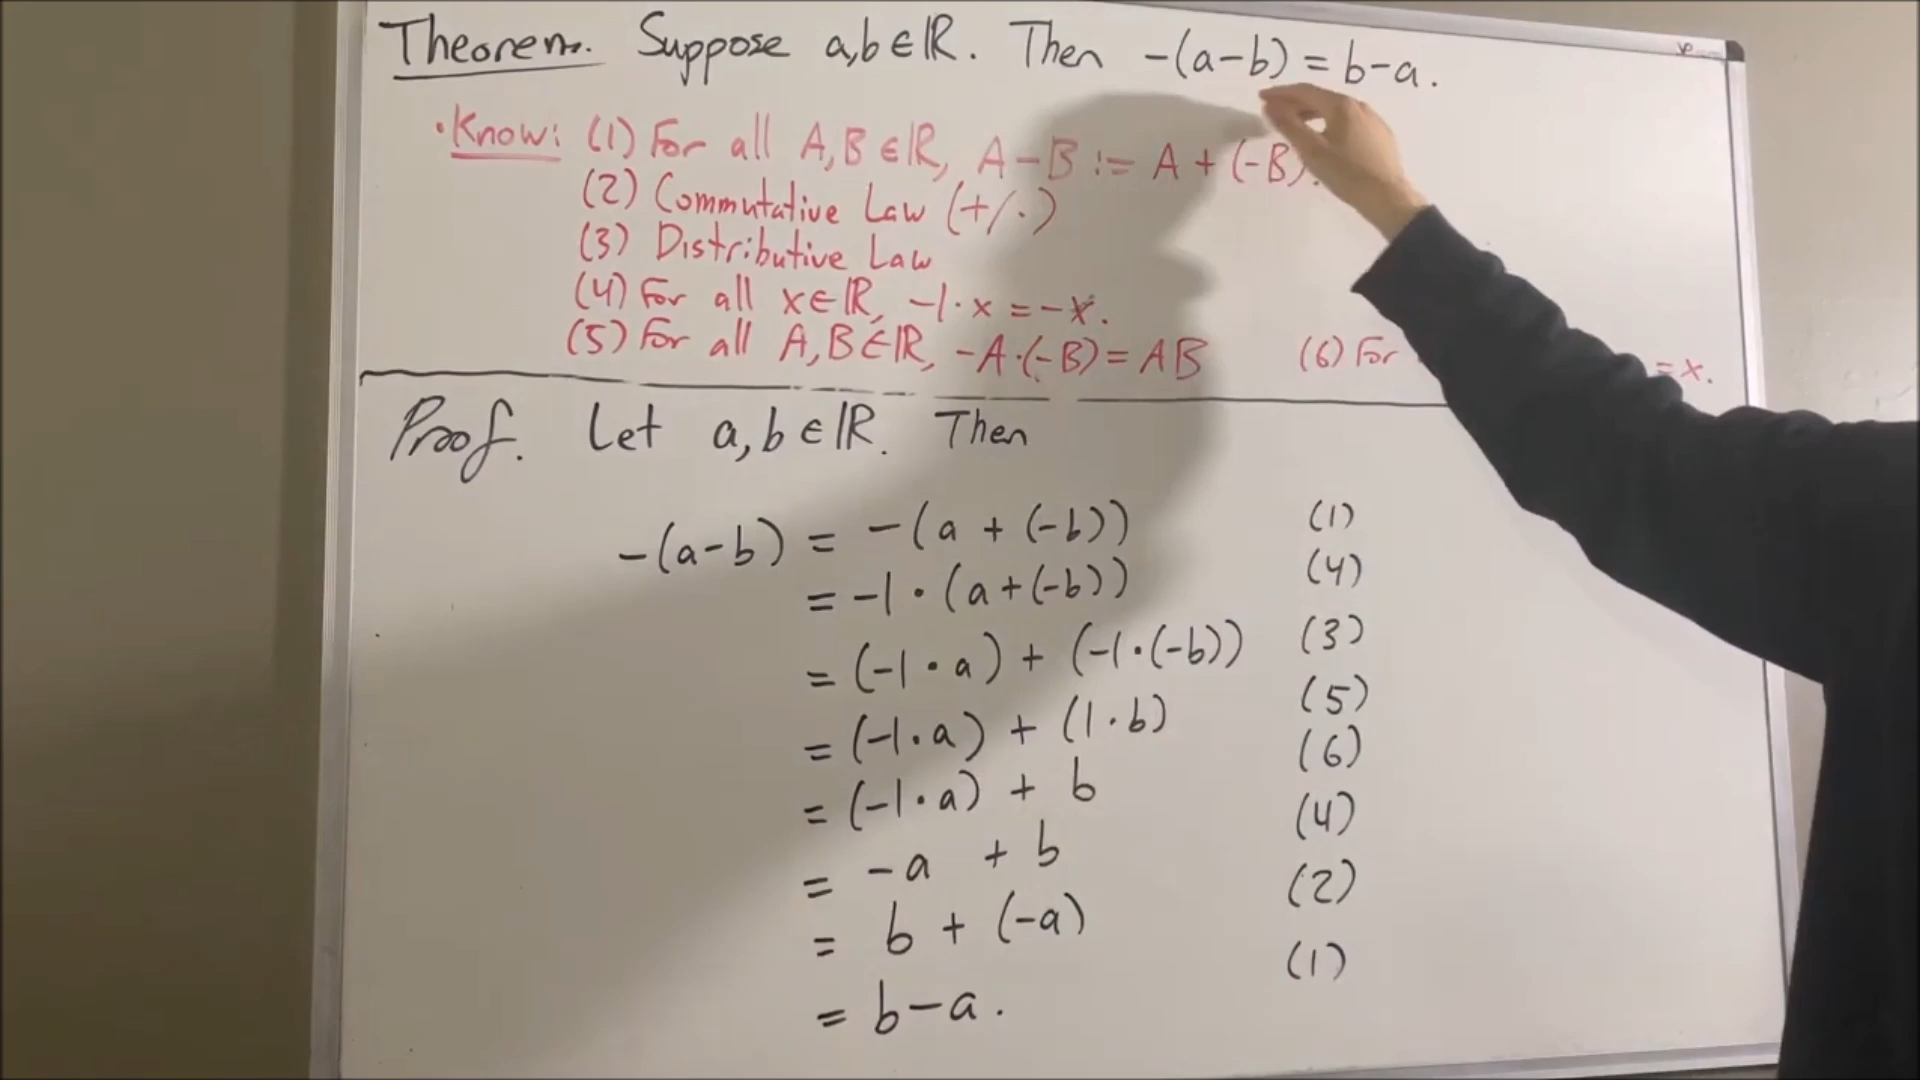 Theorem. Suppose a,b∈ℝ. Then -(a-b) = b-a.
• Know: (1) For all A,B∈ℝ, A-B := A+(-B).
(2) Commutative Law (+/·)
(3) Distributive Law
(4) For all x∈ℝ, -1·x = -x.
(5) For all A,B∈ℝ, -A·(-B) = AB (6) For = x.
Proof. Let a,b∈ℝ. Then
-(a-b) = -(a + (-b)) (1)
= -1·(a+(-b)) (4)
= (-1·a) + (-1·(-b)) (3)
= (-1·a) + (1·b) (5)
= (-1·a) + b (6)
= -a + b (4)
= b + (-a) (2)
= b-a. (1)